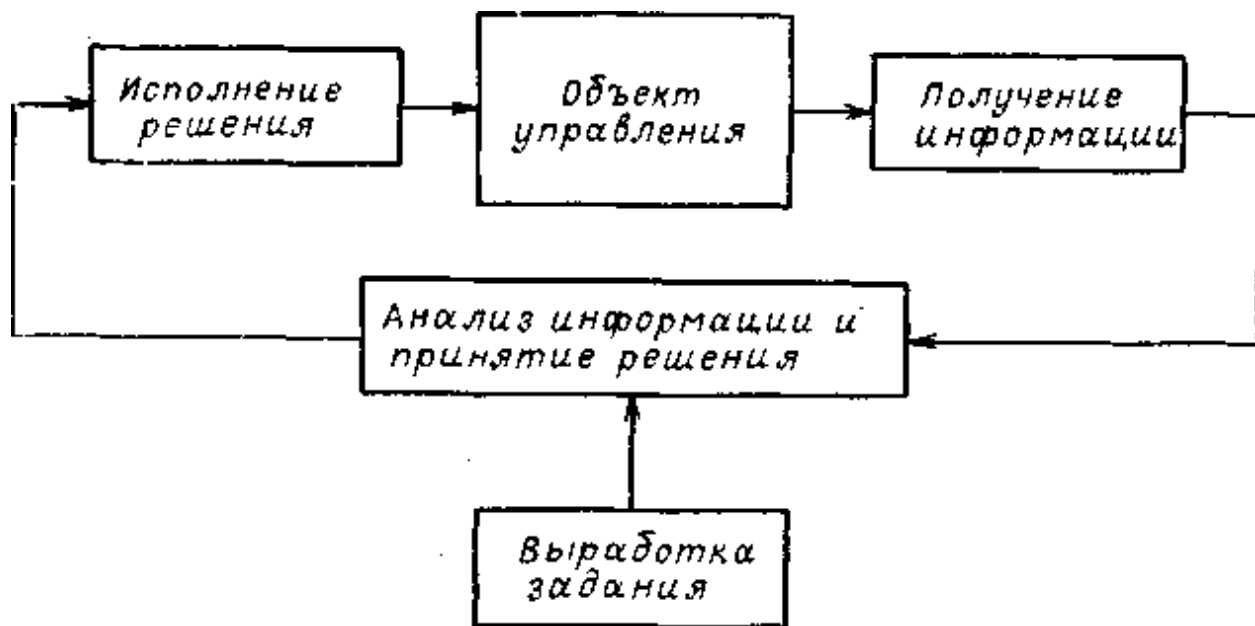 Исполнение
решения
Объект
управления
Получение
информации
Анализ информации и
принятие решения
Выработка
задания